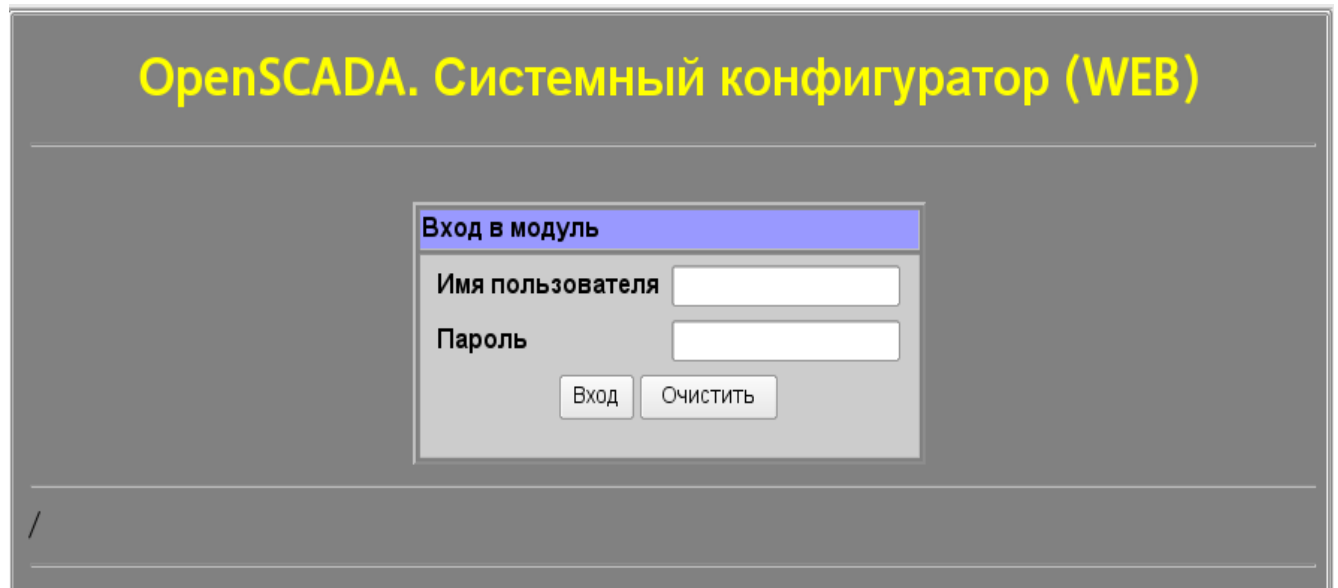 OpenSCADA. Системный конфигуратор (WEB)
Вход в модуль
Имя пользователя
Пароль
Вход Очистить
/